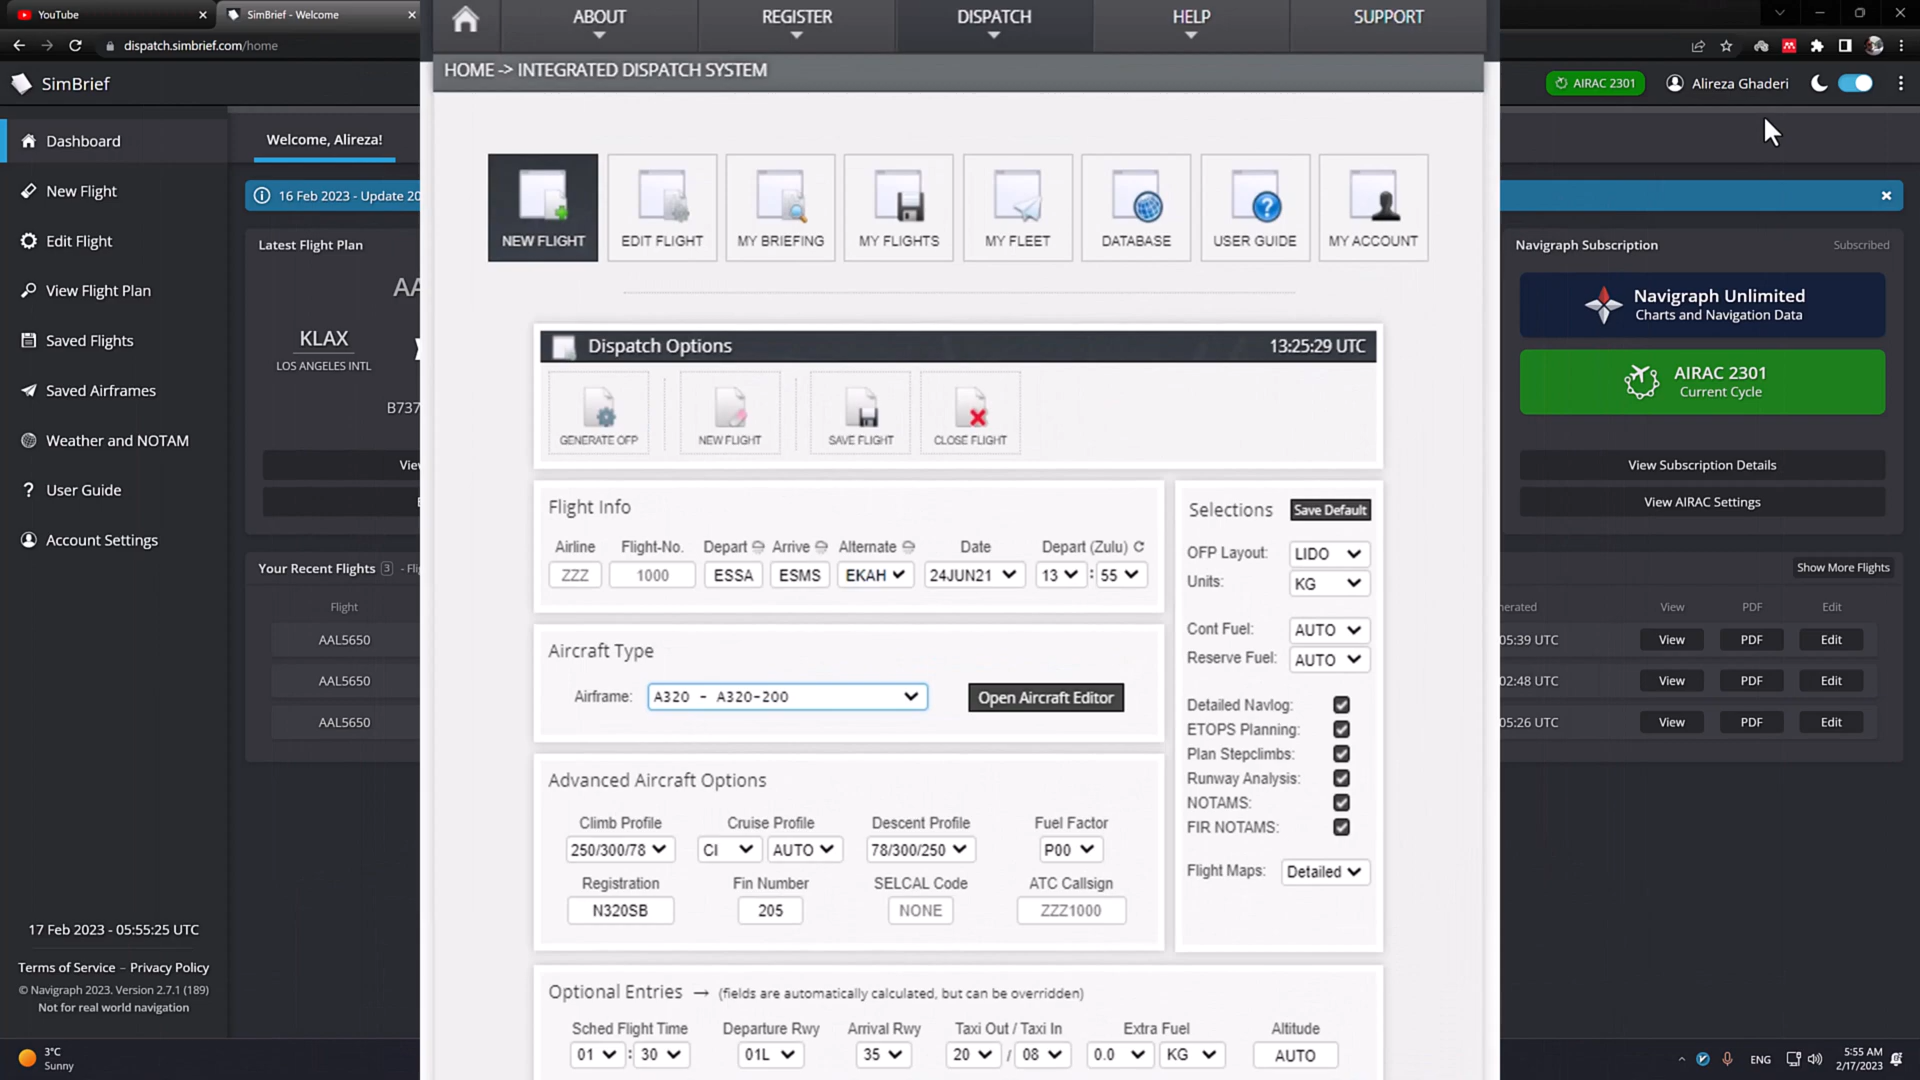 YouTube
SimBrief - Welcome
dispatch.simbrief.com/home
SimBrief
AIRAC 2301
Alireza Ghaderi
Dashboard
New Flight
Edit Flight
View Flight Plan
Saved Flights
Saved Airframes
Weather and NOTAM
User Guide
Account Settings
17 Feb 2023 - 05:55:25 UTC
Terms of Service – Privacy Policy
© Navigraph 2023. Version 2.7.1 (189)
Not for real world navigation
Welcome, Alireza!
16 Feb 2023 - Update 20
Latest Flight Plan
AA
KLAX
LOS ANGELES INTL
B737
Your Recent Flights 3 - Fli
Flight
AAL5650
AAL5650
AAL5650
ABOUT REGISTER DISPATCH HELP SUPPORT
HOME -> INTEGRATED DISPATCH SYSTEM
NEW FLIGHT EDIT FLIGHT MY BRIEFING MY FLIGHTS MY FLEET DATABASE USER GUIDE MY ACCOUNT
Dispatch Options 13:25:29 UTC
GENERATE OFP NEW FLIGHT SAVE FLIGHT CLOSE FLIGHT
Flight Info
Airline Flight-No. Depart Arrive Alternate Date Depart (Zulu)
ZZZ 1000 ESSA ESMS EKAH 24JUN21 13 : 55
Aircraft Type
Airframe: A320 - A320-200 Open Aircraft Editor
Advanced Aircraft Options
Climb Profile Cruise Profile Descent Profile Fuel Factor
250/300/78 CI AUTO 78/300/250 P00
Registration Fin Number SELCAL Code ATC Callsign
N320SB 205 NONE ZZZ1000
Selections Save Default
OFP Layout: LIDO
Units: KG
Cont Fuel: AUTO
Reserve Fuel: AUTO
Detailed Navlog:
ETOPS Planning:
Plan Stepclimbs:
Runway Analysis:
NOTAMS:
FIR NOTAMS:
Flight Maps: Detailed
Optional Entries → (fields are automatically calculated, but can be overridden)
Sched Flight Time Departure Rwy Arrival Rwy Taxi Out / Taxi In Extra Fuel Altitude
01 : 30 01L 35 20 / 08 0.0 KG AUTO
Navigraph Subscription Subscribed
Navigraph Unlimited
Charts and Navigation Data
AIRAC 2301
Current Cycle
View Subscription Details
View AIRAC Settings
Show More Flights
View PDF Edit
05:39 UTC View PDF Edit
02:48 UTC View PDF Edit
05:26 UTC View PDF Edit
3°C
Sunny
ENG
5:55 AM
2/17/2023